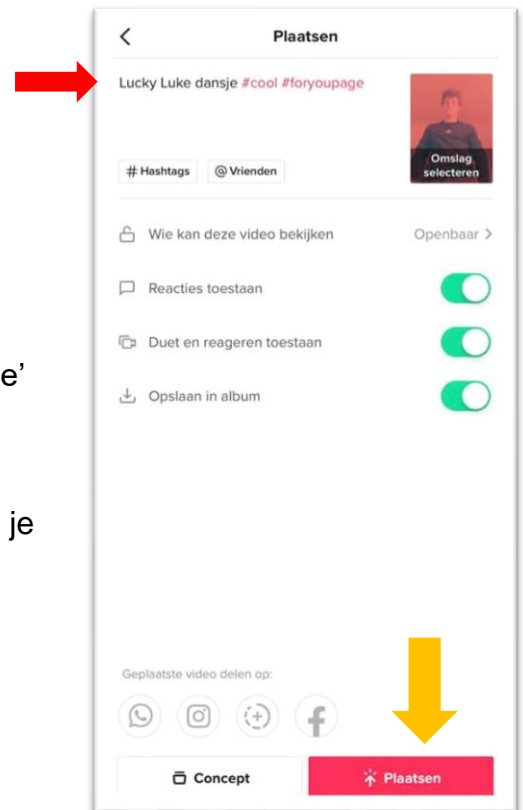 Plaatsen
Lucky Luke dansje #cool #foryoupage
Omslag
selecteren
# Hashtags @ Vrienden
Wie kan deze video bekijken Openbaar >
Reacties toestaan
Duet en reageren toestaan
e’
Opslaan in album
je
Geplaatste video delen op:
Concept Plaatsen